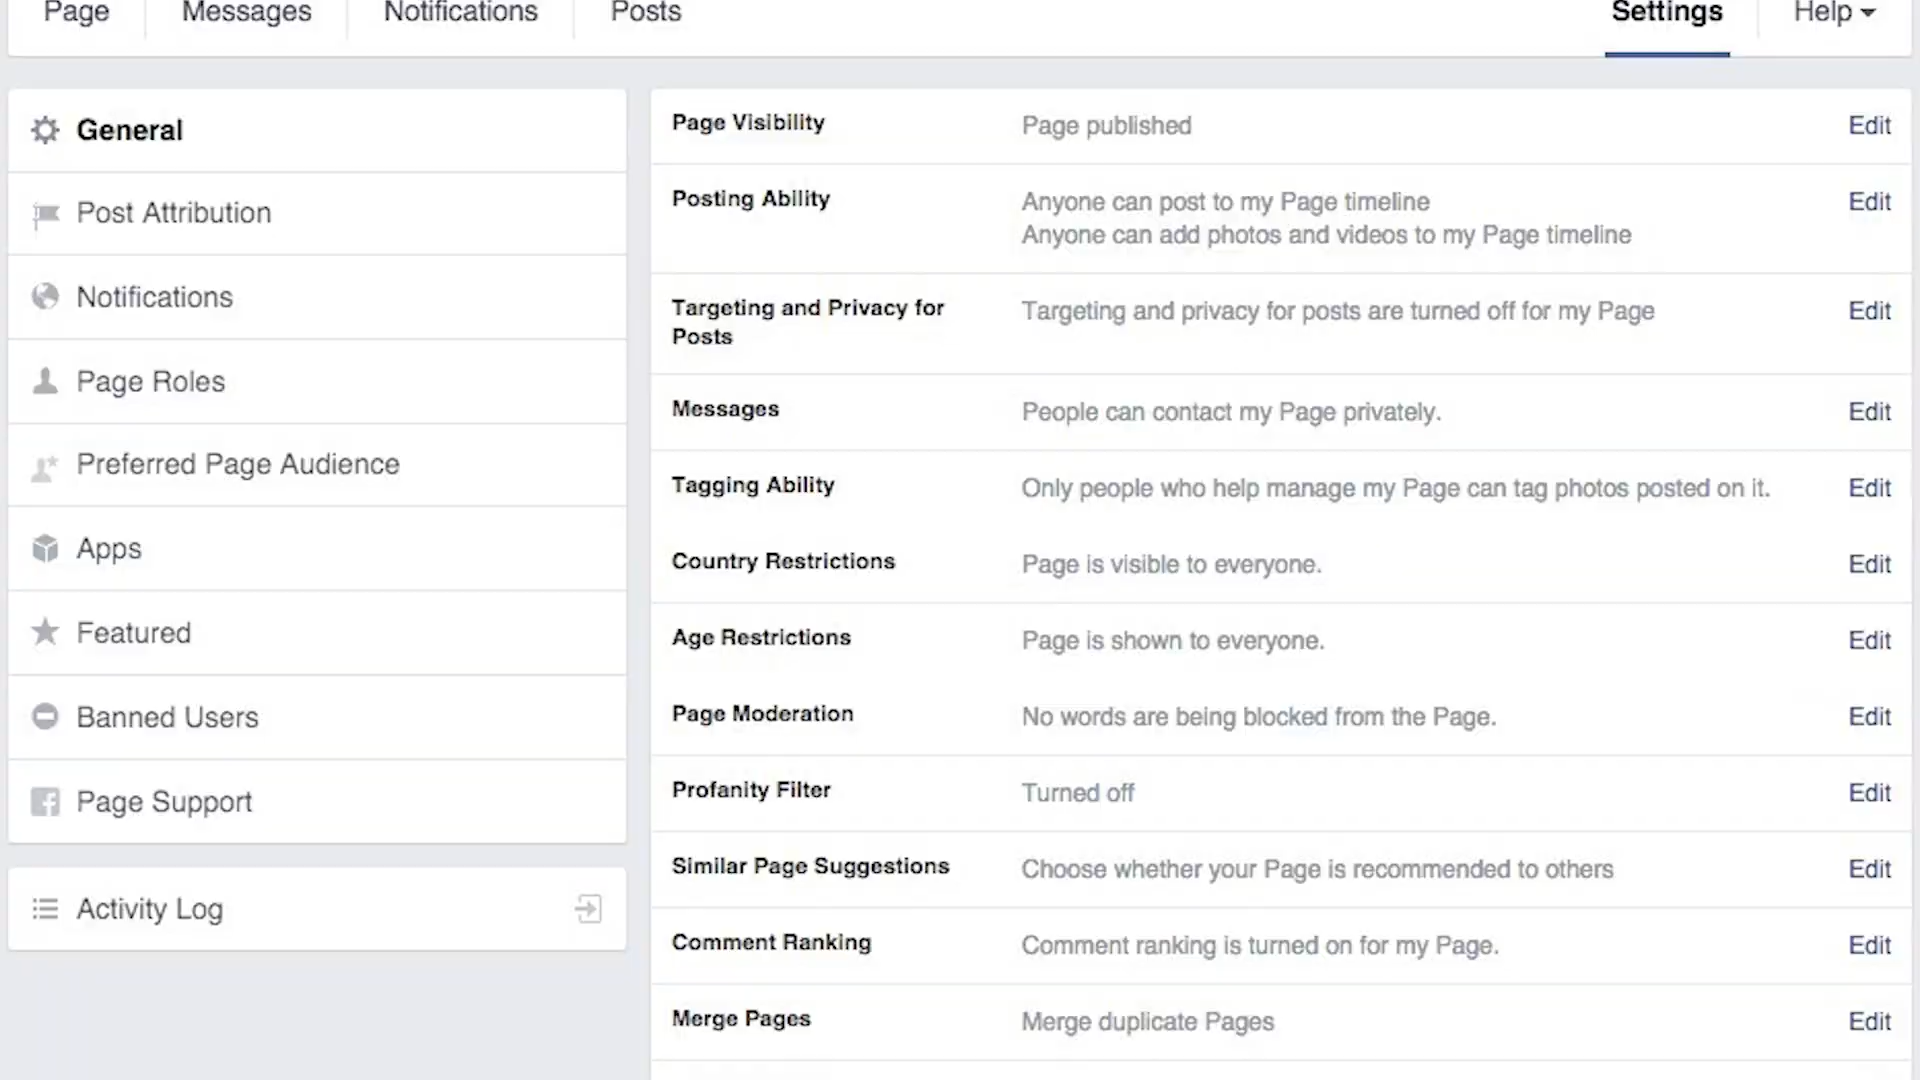 Page
Messages
Notifications
Posts
Settings
Help
General
Post Attribution
Notifications
Page Roles
Preferred Page Audience
Apps
Featured
Banned Users
Page Support
Activity Log
Page Visibility Page published Edit
Posting Ability Anyone can post to my Page timeline Edit
Anyone can add photos and videos to my Page timeline
Targeting and Privacy for Targeting and privacy for posts are turned off for my Page Edit
Posts
Messages People can contact my Page privately. Edit
Tagging Ability Only people who help manage my Page can tag photos posted on it. Edit
Country Restrictions Page is visible to everyone. Edit
Age Restrictions Page is shown to everyone. Edit
Page Moderation No words are being blocked from the Page. Edit
Profanity Filter Turned off Edit
Similar Page Suggestions Choose whether your Page is recommended to others Edit
Comment Ranking Comment ranking is turned on for my Page. Edit
Merge Pages Merge duplicate Pages Edit